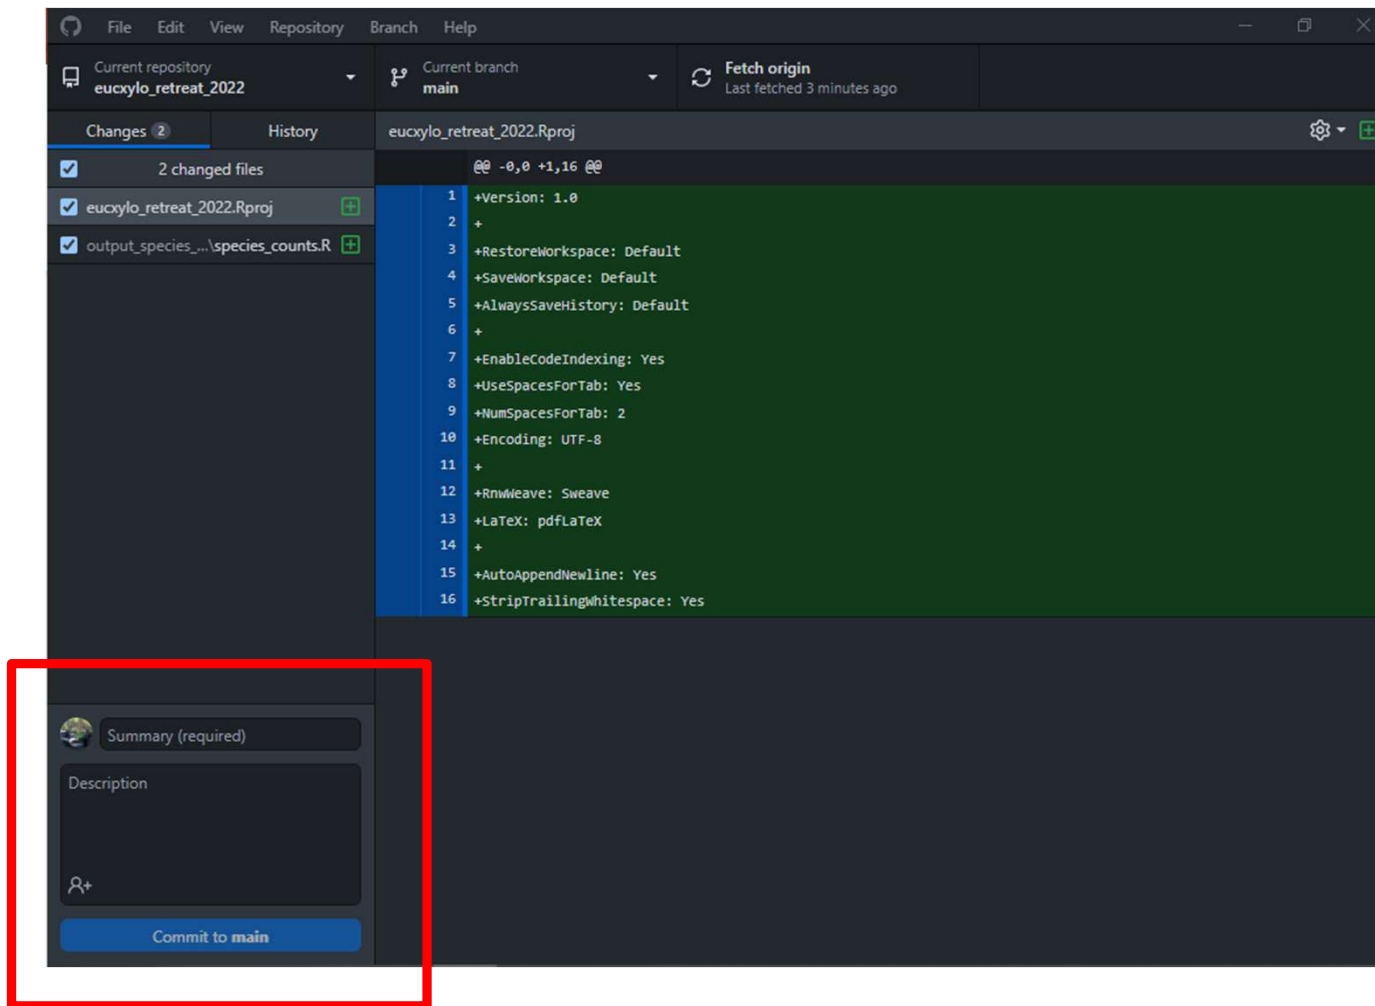 File Edit View Repository Branch Help
Current repository
eucxylo_retreat_2022
Current branch
main
Fetch origin
Last fetched 3 minutes ago
Changes 2 History
2 changed files
eucxylo_retreat_2022.Rproj
output_species_...\species_counts.R
eucxylo_retreat_2022.Rproj
@@ -0,0 +1,16 @@
1 +Version: 1.0
2 +
3 +RestoreWorkspace: Default
4 +SaveWorkspace: Default
5 +AlwaysSaveHistory: Default
6 +
7 +EnableCodeIndexing: Yes
8 +UseSpacesForTab: Yes
9 +NumSpacesForTab: 2
10 +Encoding: UTF-8
11 +
12 +RnwWeave: Sweave
13 +LaTeX: pdfLaTeX
14 +
15 +AutoAppendNewline: Yes
16 +StripTrailingWhitespace: Yes
Summary (required)
Description
Commit to main